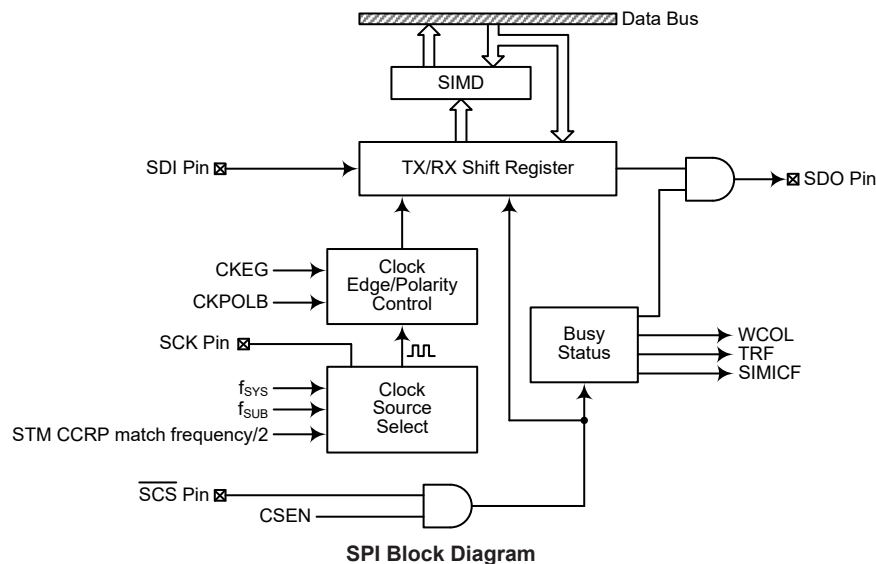 Data Bus
SIMD
SDI Pin
TX/RX Shift Register
SDO Pin
CKEG
CKPOLB
Clock
Edge/Polarity
Control
SCK Pin
Busy
Status
WCOL
TRF
SIMICF
fSYS
fSUB
STM CCRP match frequency/2
Clock
Source
Select
SCS Pin
CSEN
SPI Block Diagram